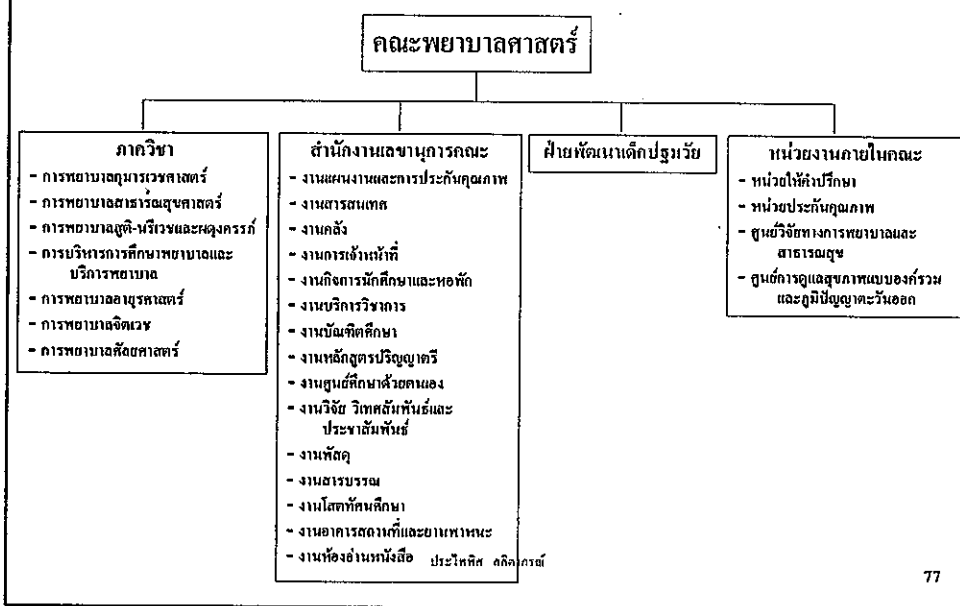 คณะพยาบาลศาสตร์
ภาควิชา
- การพยาบาลกุมารเวชศาสตร์
- การพยาบาลสาธารณสุขศาสตร์
- การพยาบาลสูติ-นรีเวชและผดุงครรภ์
- การบริหารการศึกษาพยาบาลและ
บริการพยาบาล
- การพยาบาลอายุรศาสตร์
- การพยาบาลจิตเวช
- การพยาบาลศัลยศาสตร์
สำนักงานเลขานุการคณะ
- งานแผนงานและการประกันคุณภาพ
- งานสารสนเทศ
- งานคลัง
- งานการเจ้าหน้าที่
- งานกิจการนักศึกษาและหอพัก
- งานบริการวิชาการ
- งานบัณฑิตศึกษา
- งานหลักสูตรปริญญาตรี
- งานศูนย์ศึกษาด้วยตนเอง
- งานวิจัย วิเทศสัมพันธ์และ
ประชาสัมพันธ์
- งานพัสดุ
- งานสารบรรณ
- งานโสตทัศนศึกษา
- งานอาคารสถานที่และยานพาหนะ
- งานห้องอ่านหนังสือ
ฝ่ายพัฒนาเด็กปฐมวัย
หน่วยงานภายในคณะ
- หน่วยให้คำปรึกษา
- หน่วยประกันคุณภาพ
- ศูนย์วิจัยทางการพยาบาลและ
สาธารณสุข
- ศูนย์การดูแลสุขภาพแบบองค์รวม
และภูมิปัญญาตะวันออก
77